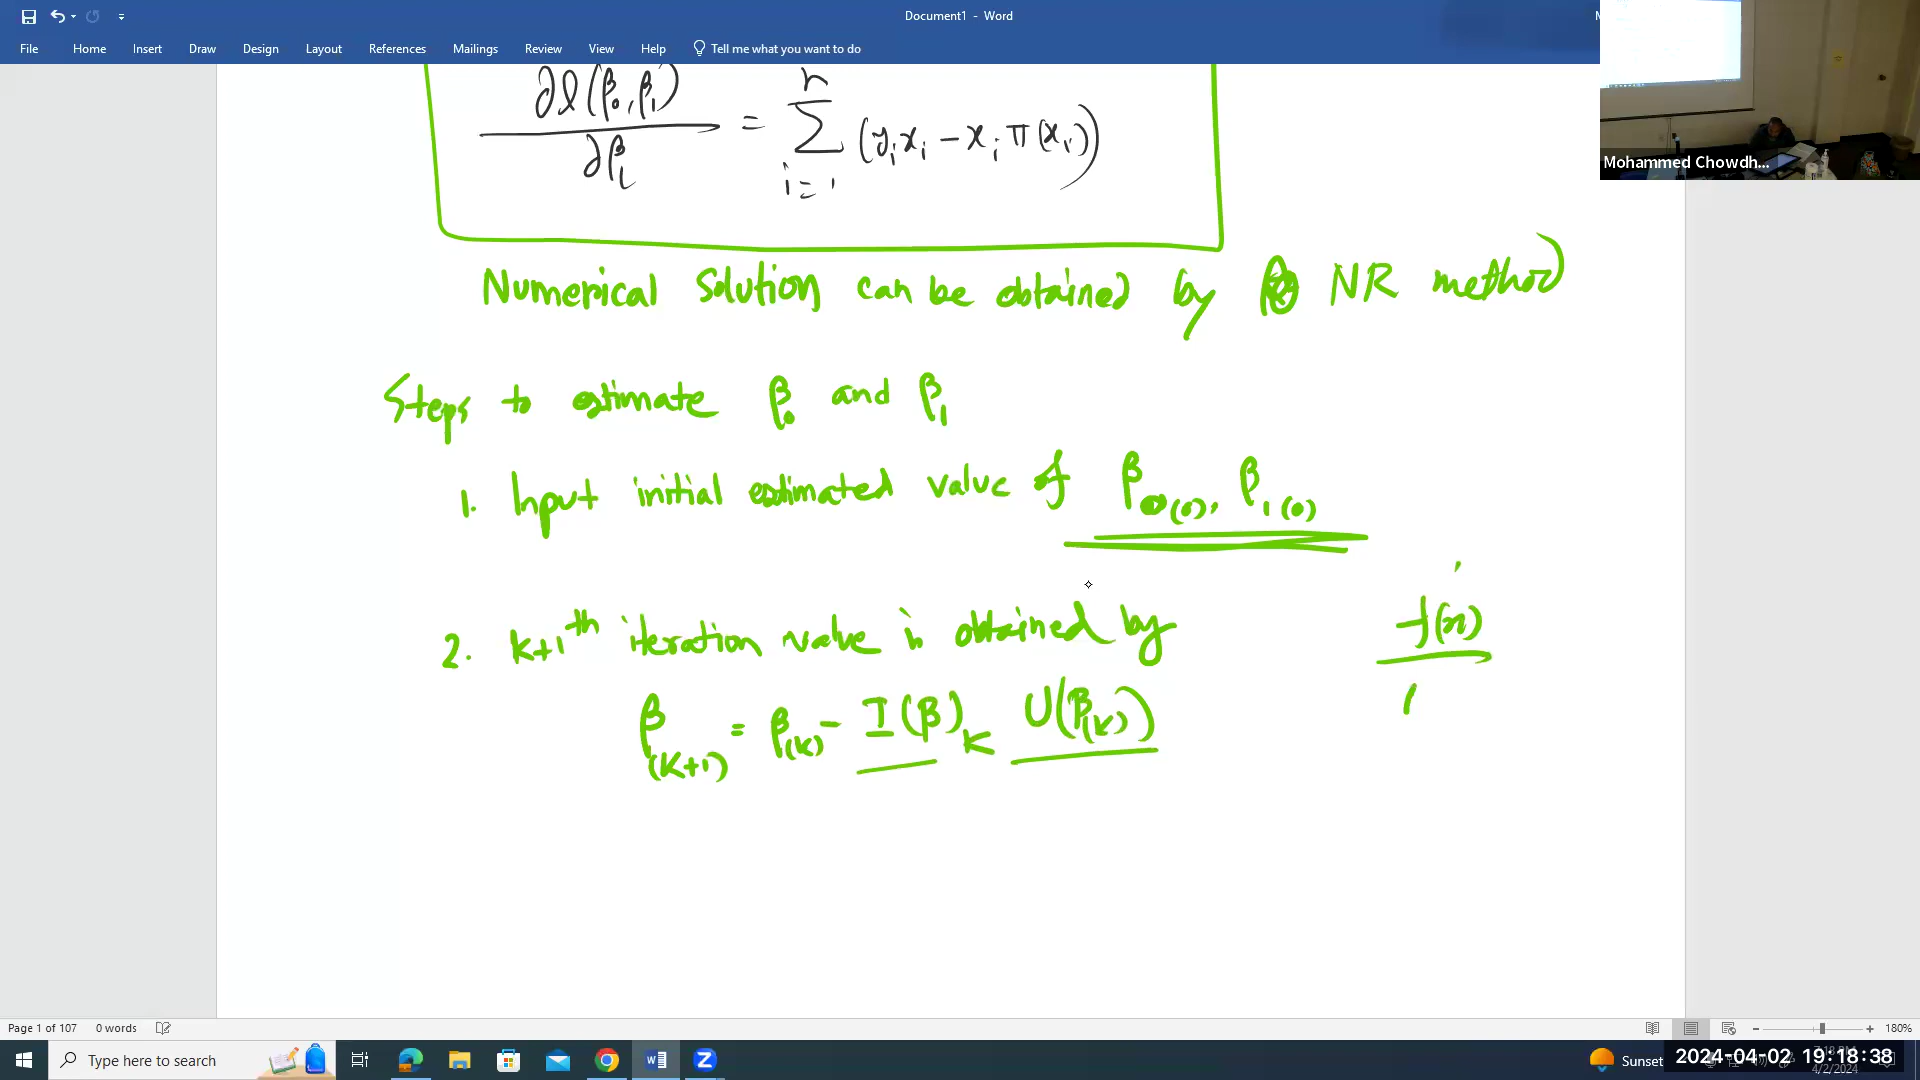 Document1 - Word
File Home Insert Draw Design Layout References Mailings Review View Help Tell me what you want to do
Mohammed Chowdh...
∂l(β₀,β₁) / ∂β₁ = n Σ i=1 (yᵢxᵢ − xᵢπ(xᵢ))
Numerical Solution can be obtained by NR method
Steps to estimate β₀ and β₁
1. Input initial estimated value of β₀₍₀₎, β₁₍₀₎
2. K+1ᵗʰ iteration value is obtained by
f(x)
β(K+1) = β(K) − I(β)K U(β(K))
Page 1 of 107 0 words 180%
Type here to search Sunset 2024-04-02 19:18:38
4/2/2024